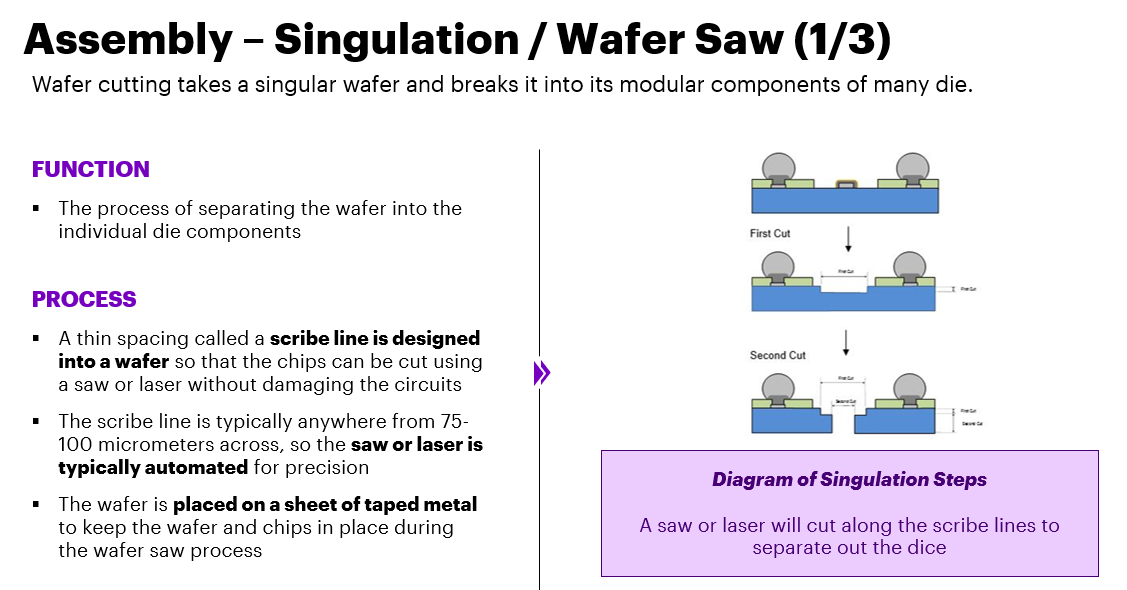 Assembly – Singulation / Wafer Saw (1/3)
Wafer cutting takes a singular wafer and breaks it into its modular components of many die.
FUNCTION
▪ The process of separating the wafer into the
individual die components
PROCESS
▪ A thin spacing called a scribe line is designed
into a wafer so that the chips can be cut using
a saw or laser without damaging the circuits
▪ The scribe line is typically anywhere from 75-
100 micrometers across, so the saw or laser is
typically automated for precision
▪ The wafer is placed on a sheet of taped metal
to keep the wafer and chips in place during
the wafer saw process
First Cut
First Cut
First Cut
Second Cut
First Cut
Second Cut
First Cut
Second Cut
Diagram of Singulation Steps
A saw or laser will cut along the scribe lines to
separate out the dice